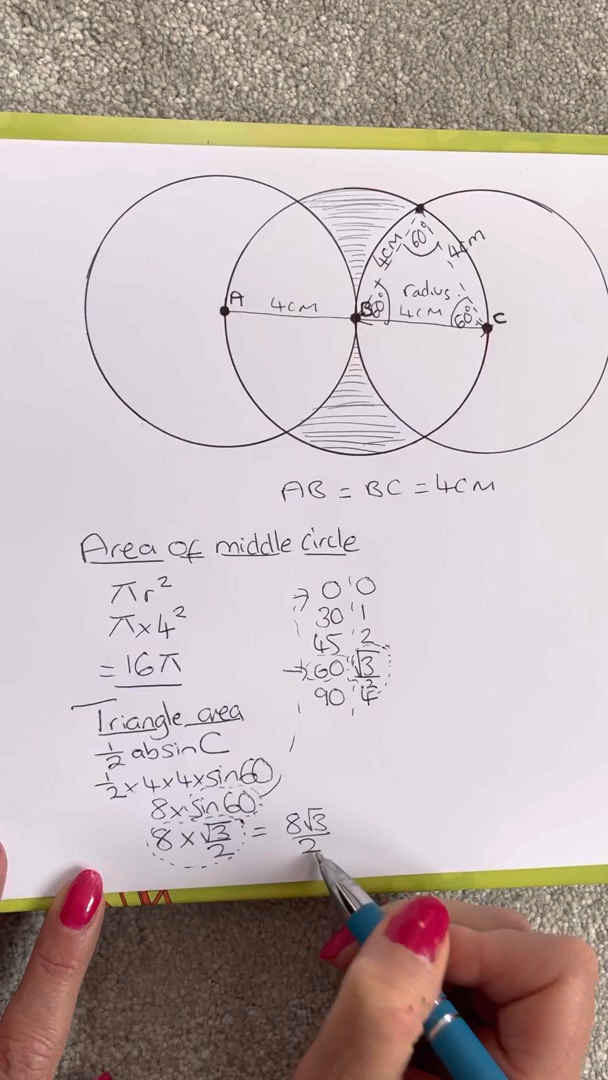 A
4CM
B
4CM
60°
4CM
radius
4CM
60°
60°
C
AB = BC = 4CM
Area of middle circle
πr²
π×4²
=16π
0 0
30 1
45 2
60 √3
2
90 4
Triangle area
½ absinC
½×4×4×sin60
8×sin60
8×√3/2 = 8√3/2